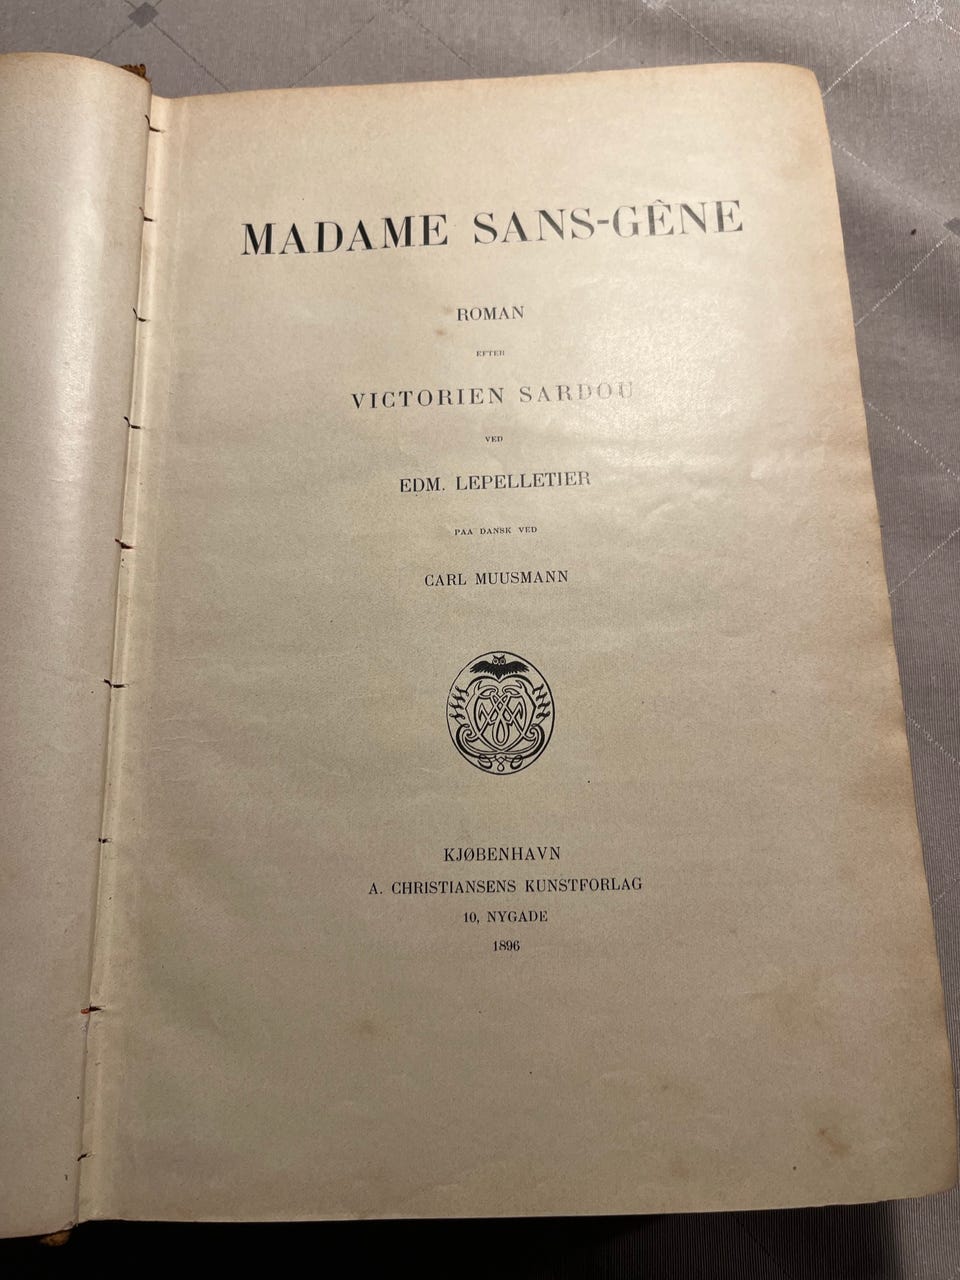 MADAME SANS-GÊNE
ROMAN
EFTER
VICTORIEN SARDOU
VED
EDM. LEPELLETIER
PAA DANSK VED
CARL MUUSMANN
KJØBENHAVN
A. CHRISTIANSENS KUNSTFORLAG
10, NYGADE
1896